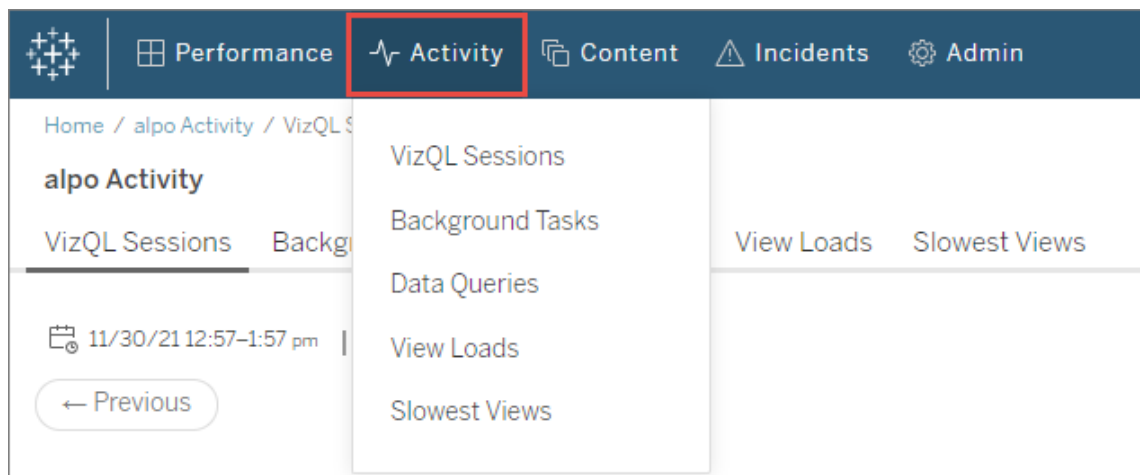 Performance Activity Content Incidents Admin
Home / alpo Activity / VizQL S
alpo Activity
VizQL Sessions Backg View Loads Slowest Views
11/30/21 12:57–1:57 pm |
← Previous
VizQL Sessions
Background Tasks
Data Queries
View Loads
Slowest Views